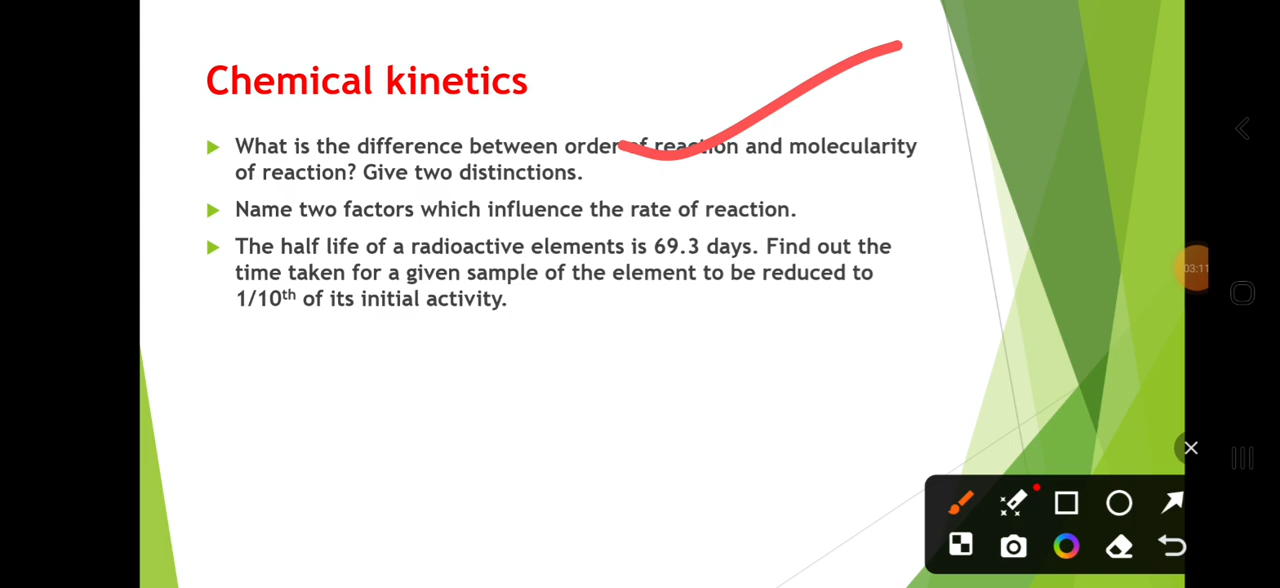 Chemical kinetics
What is the difference between order of reaction and molecularity
of reaction? Give two distinctions.
Name two factors which influence the rate of reaction.
The half life of a radioactive elements is 69.3 days. Find out the
time taken for a given sample of the element to be reduced to
1/10th of its initial activity.
03:11